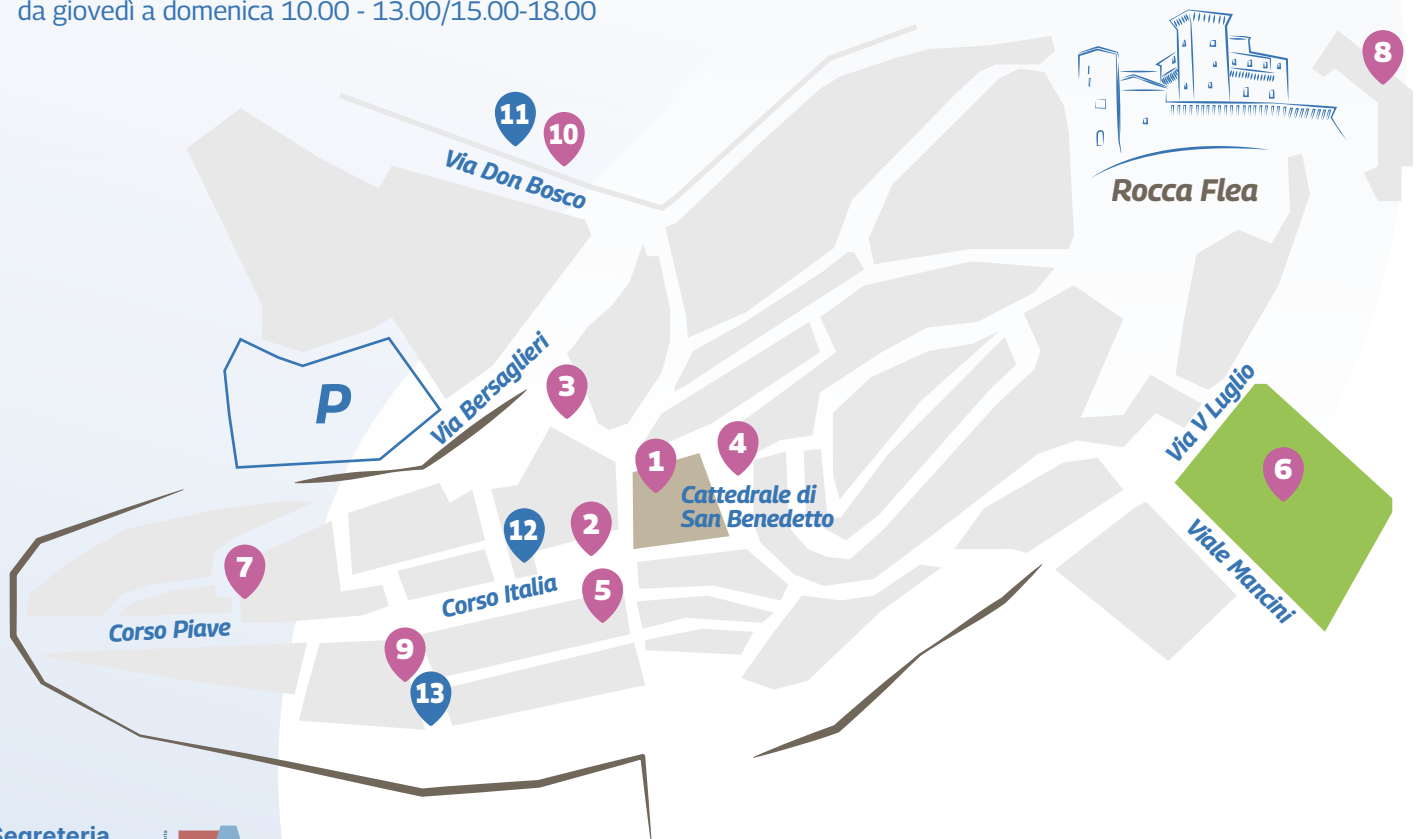 da giovedì a domenica 10.00 - 13.00/15.00-18.00
8
11
10
Via Don Bosco
Rocca Flea
P
Via Bersaglieri
3
Via V Luglio
1
4
6
Cattedrale di
San Benedetto
12
2
Viale Mancini
7
5
Corso Italia
Corso Piave
9
13
Segreteria